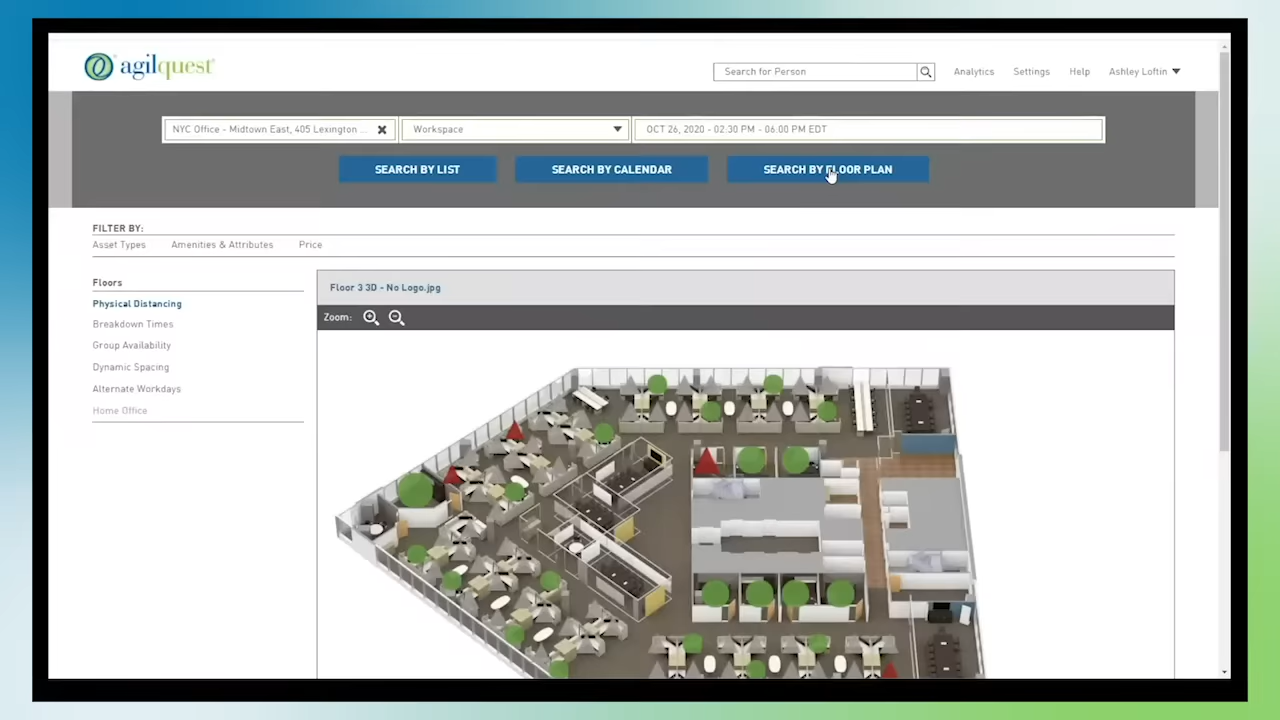 agilquest
Search for Person
Analytics
Settings
Help
Ashley Loftin
NYC Office - Midtown East, 405 Lexington ...
Workspace
OCT 26, 2020 - 02:30 PM - 06:00 PM EDT
SEARCH BY LIST
SEARCH BY CALENDAR
SEARCH BY FLOOR PLAN
FILTER BY:
Asset Types
Amenities & Attributes
Price
Floors
Physical Distancing
Breakdown Times
Group Availability
Dynamic Spacing
Alternate Workdays
Home Office
Floor 3 3D - No Logo.jpg
Zoom: